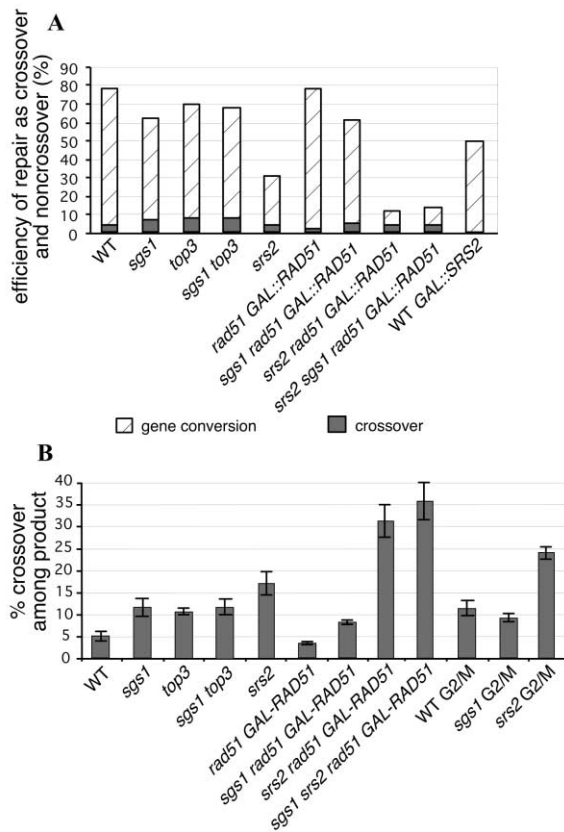 A
efficiency of repair as crossover
and noncrossover (%)
90
80
70
60
50
40
30
20
10
0
WT
sgs1
top3
sgs1 top3
srs2
rad51 GAL::RAD51
sgs1 rad51 GAL::RAD51
srs2 rad51 GAL::RAD51
srs2 sgs1 rad51 GAL::RAD51
WT GAL::SRS2
gene conversion
crossover
B
% crossover
among product
40
35
30
25
20
15
10
5
0
WT
sgs1
top3
sgs1 top3
srs2
rad51 GAL-RAD51
sgs1 rad51 GAL-RAD51
srs2 rad51 GAL-RAD51
sgs1 srs2 rad51 GAL-RAD51
WT G2/M
sgs1 G2/M
srs2 G2/M